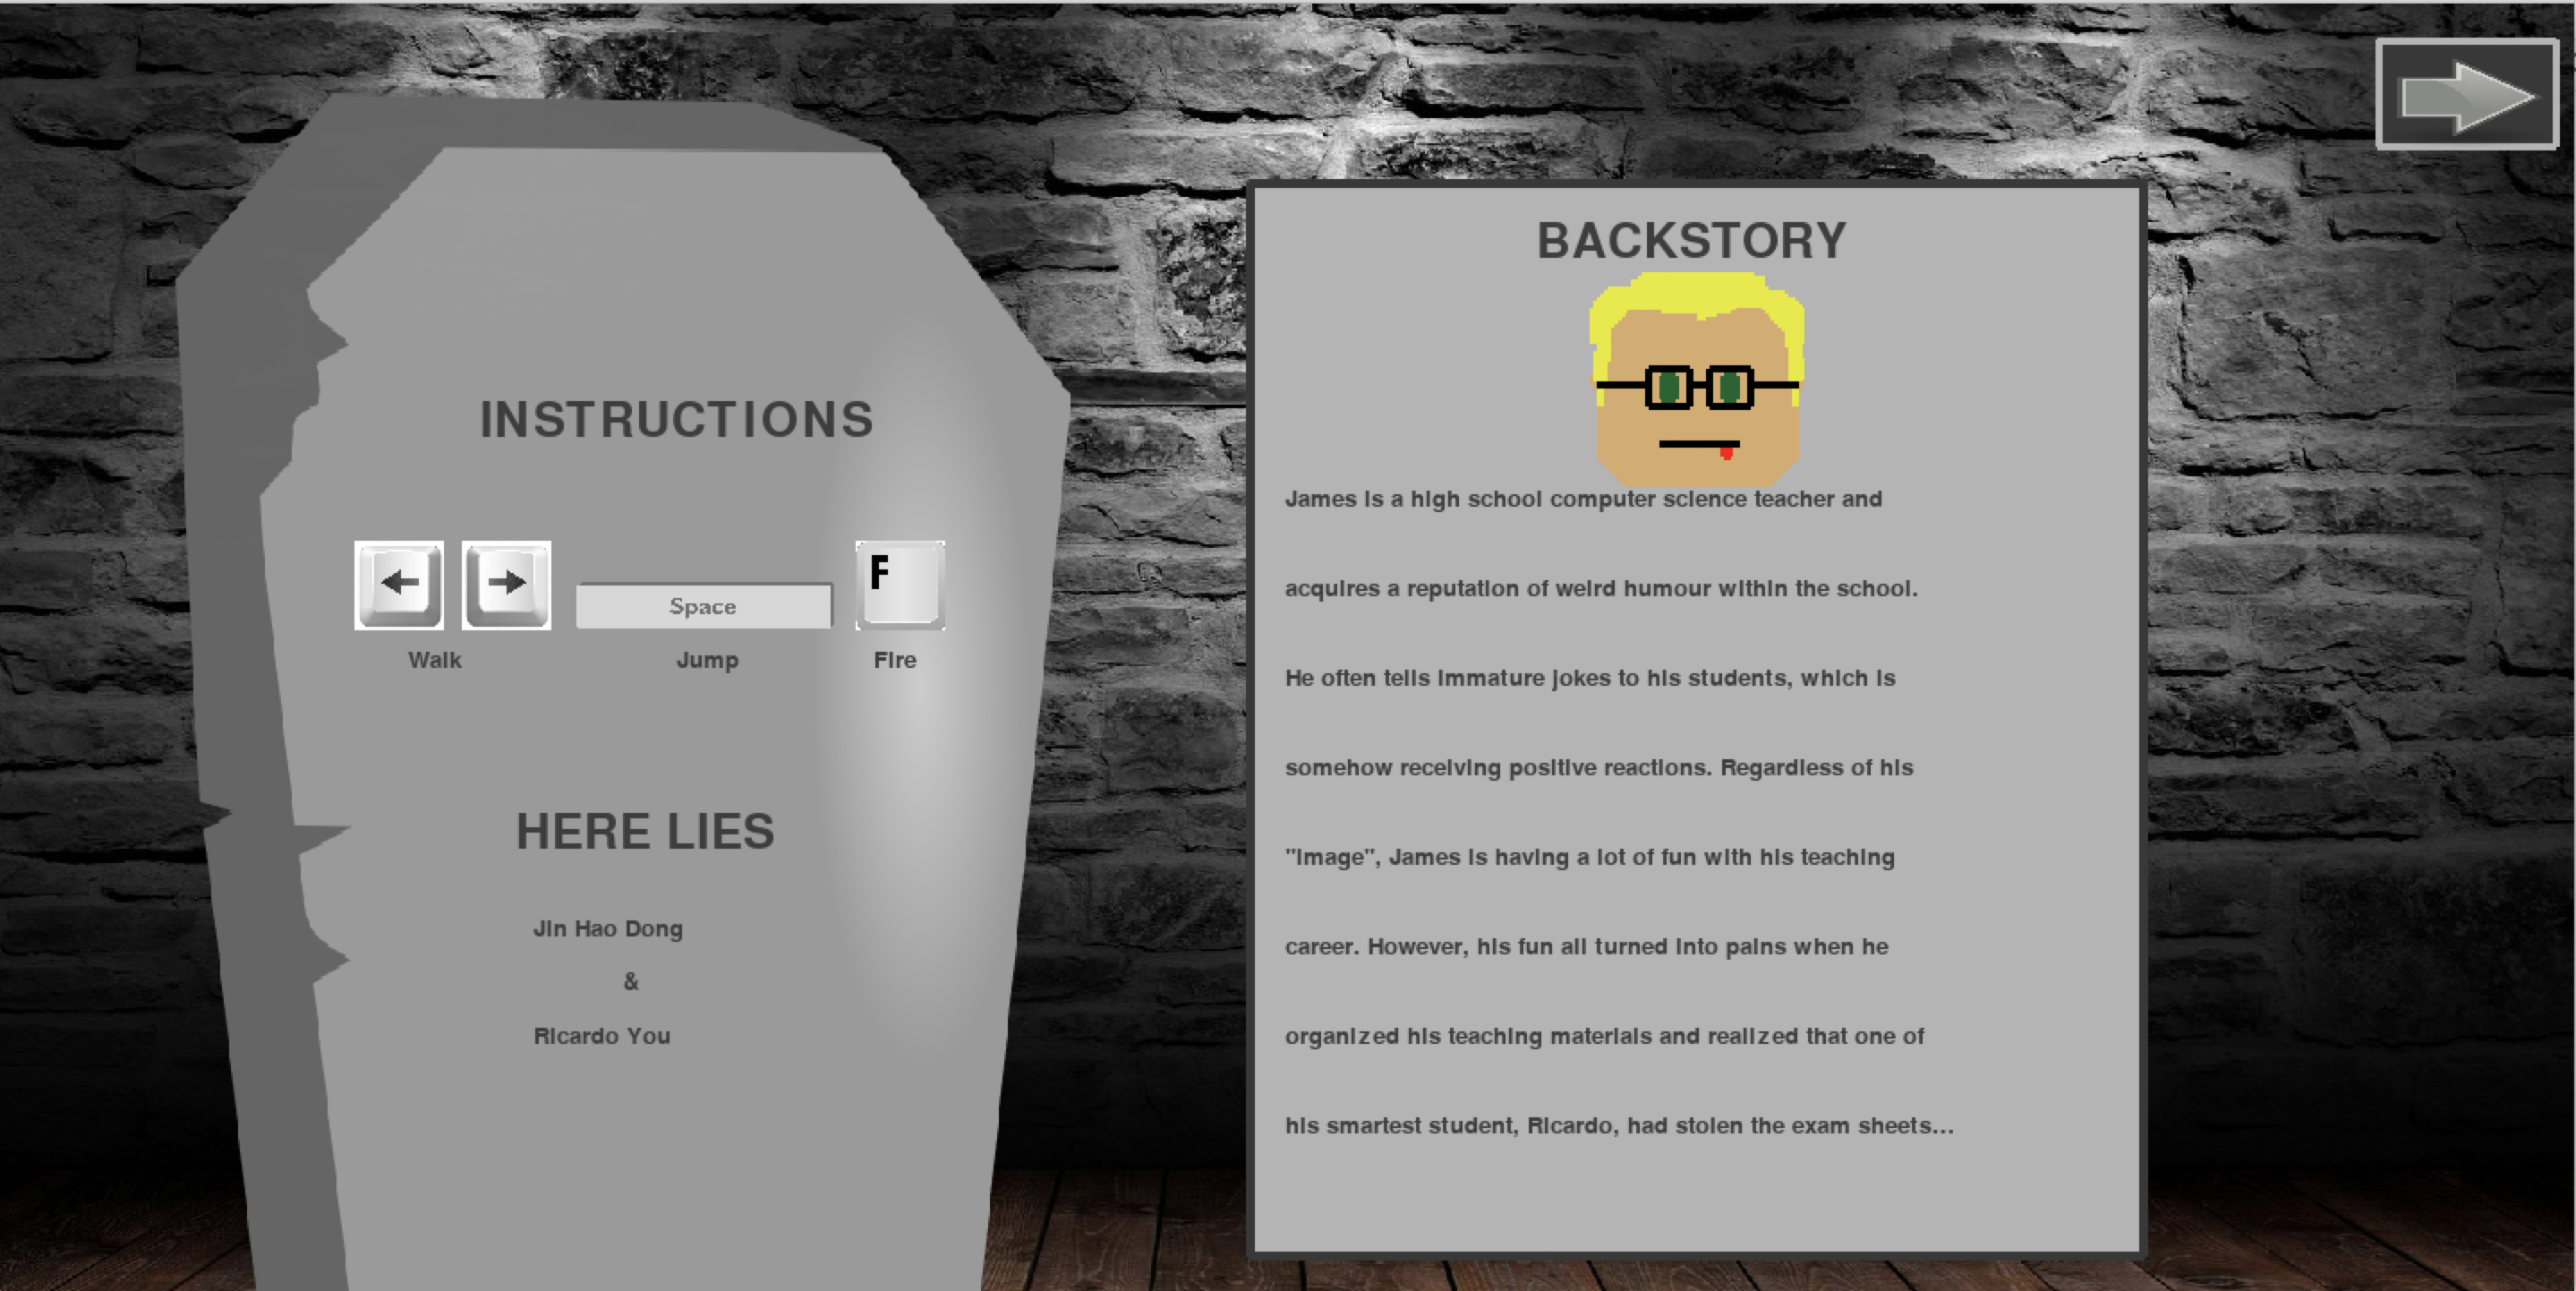 INSTRUCTIONS
F
Space
Walk
Jump
Fire
HERE LIES
Jin Hao Dong
&
Ricardo You
BACKSTORY
James is a high school computer science teacher and
acquires a reputation of weird humour within the school.
He often tells immature jokes to his students, which is
somehow receiving positive reactions. Regardless of his
"image", James is having a lot of fun with his teaching
career. However, his fun all turned into pains when he
organized his teaching materials and realized that one of
his smartest student, Ricardo, had stolen the exam sheets...